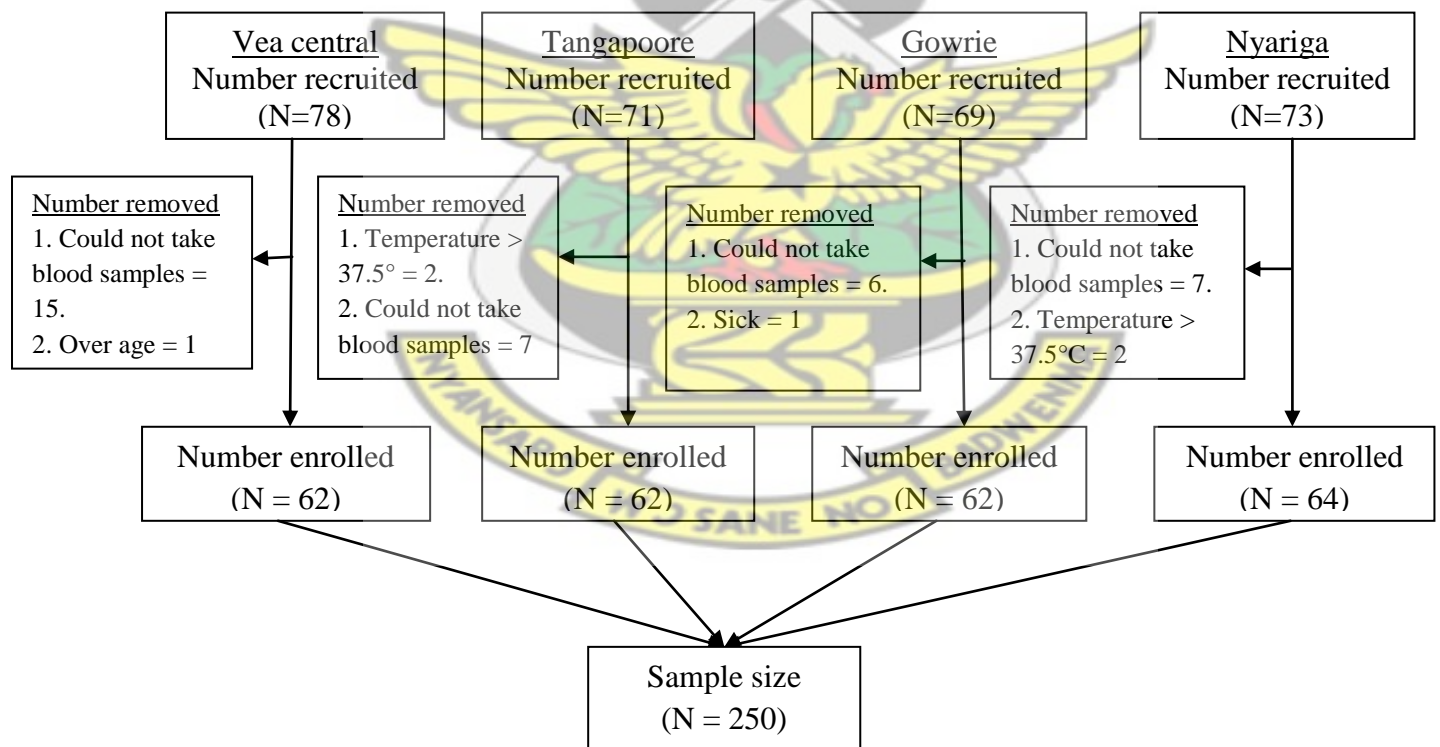 Vea central
Number recruited
(N=78)
Tangapoore
Number recruited
(N=71)
Gowrie
Number recruited
(N=69)
Nyariga
Number recruited
(N=73)
Number removed
1. Could not take
blood samples =
15.
2. Over age = 1
Number removed
1. Temperature >
37.5° = 2.
2. Could not take
blood samples = 7
Number removed
1. Could not take
blood samples = 6.
2. Sick = 1
Number removed
1. Could not take
blood samples = 7.
2. Temperature >
37.5°C = 2
Number enrolled
(N = 62)
Number enrolled
(N = 62)
Number enrolled
(N = 62)
Number enrolled
(N = 64)
SANE NO
Sample size
(N = 250)